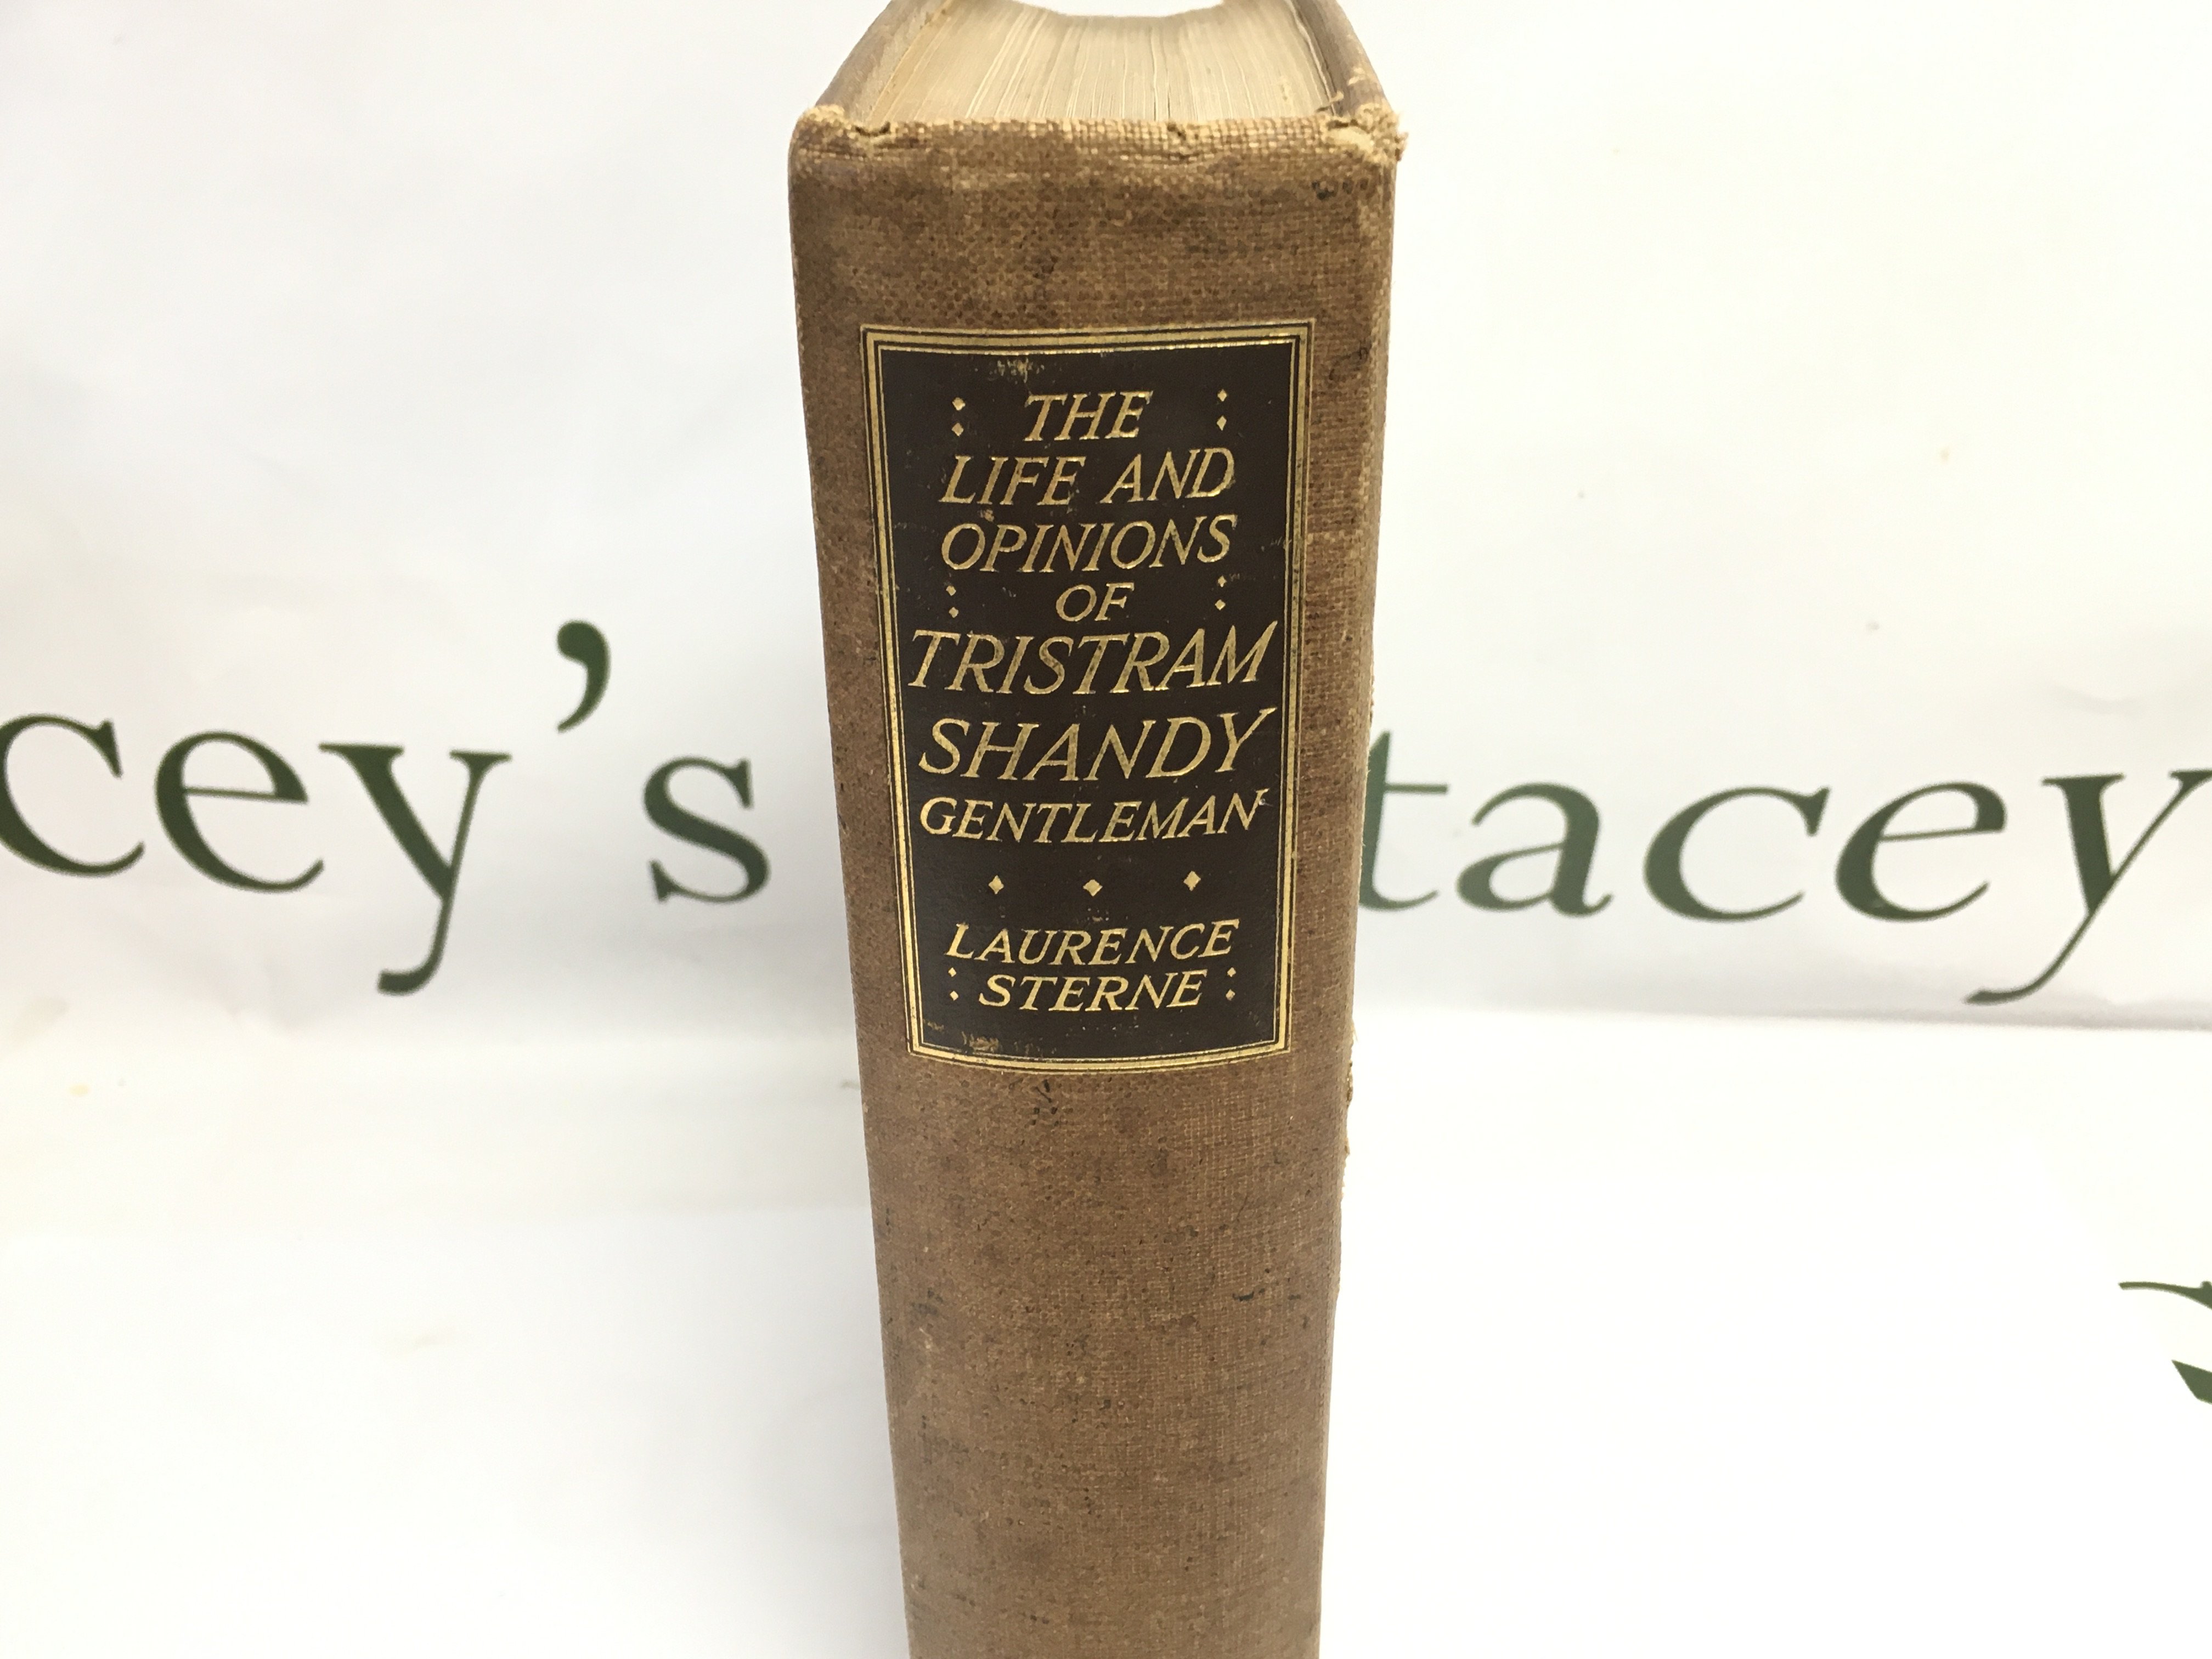 THE
LIFE AND
OPINIONS
OF
TRISTRAM
SHANDY
GENTLEMAN
LAURENCE
STERNE
cey's
tacey